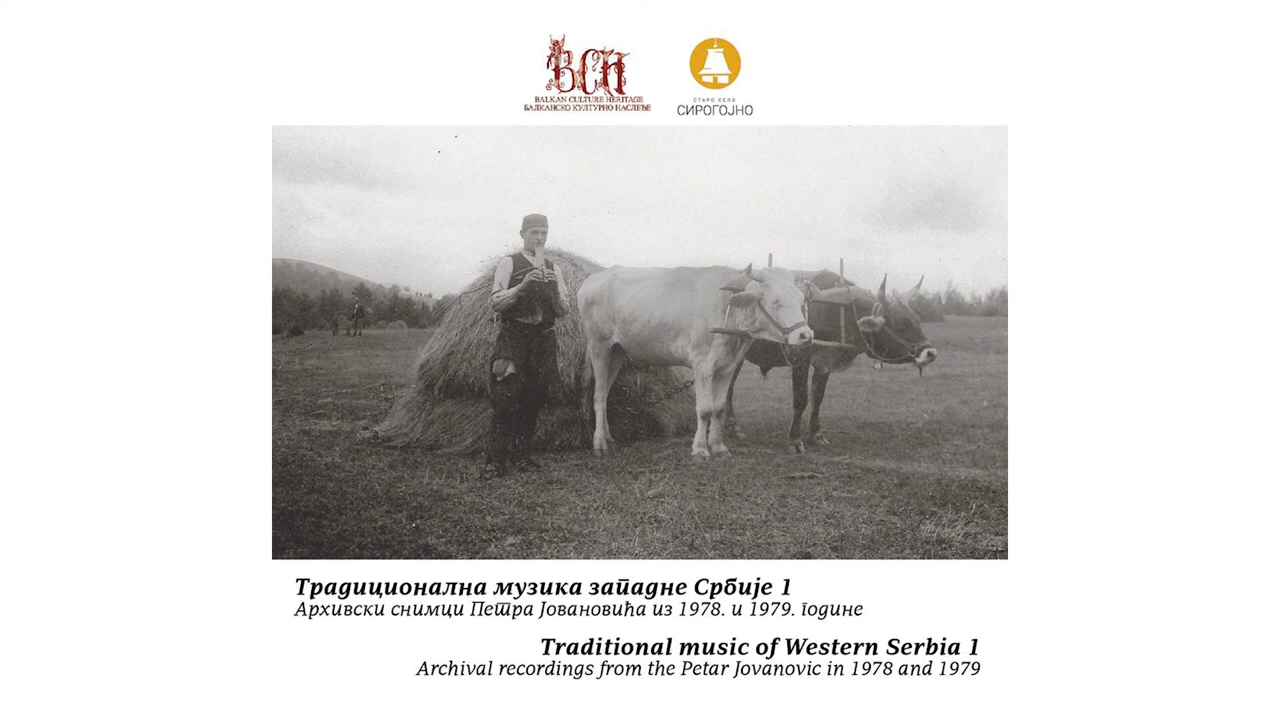 BCH
BALKAN CULTURE HERITAGE
БАЛКАНСКО КУЛТУРНО НАСЛЕЂЕ
СТАРО СЕЛО
СИРОГОЈНО
Традиционална музика западне Србије 1
Архивски снимци Петра Јовановића из 1978. и 1979. године
Traditional music of Western Serbia 1
Archival recordings from the Petar Jovanovic in 1978 and 1979